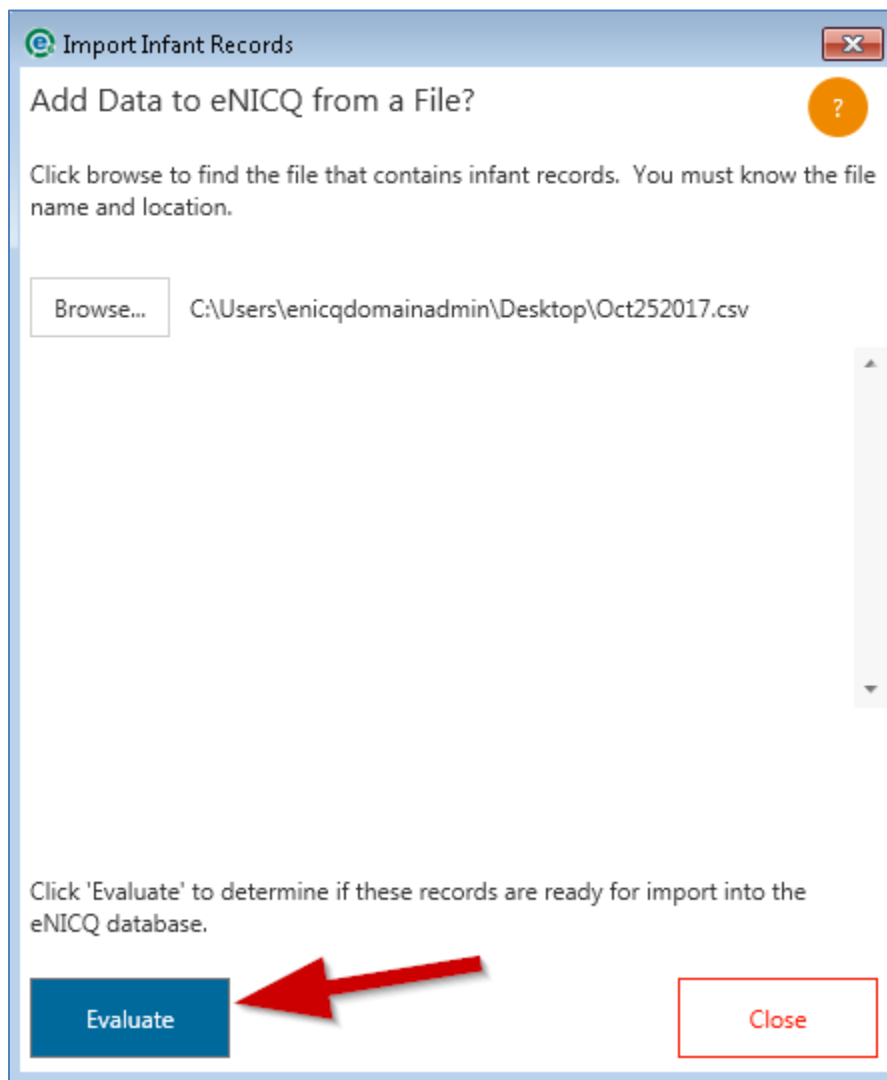 Import Infant Records
Add Data to eNICQ from a File?
?
Click browse to find the file that contains infant records.  You must know the file
name and location.
Browse...
C:\Users\enicqdomainadmin\Desktop\Oct252017.csv
Click 'Evaluate' to determine if these records are ready for import into the
eNICQ database.
Evaluate
Close